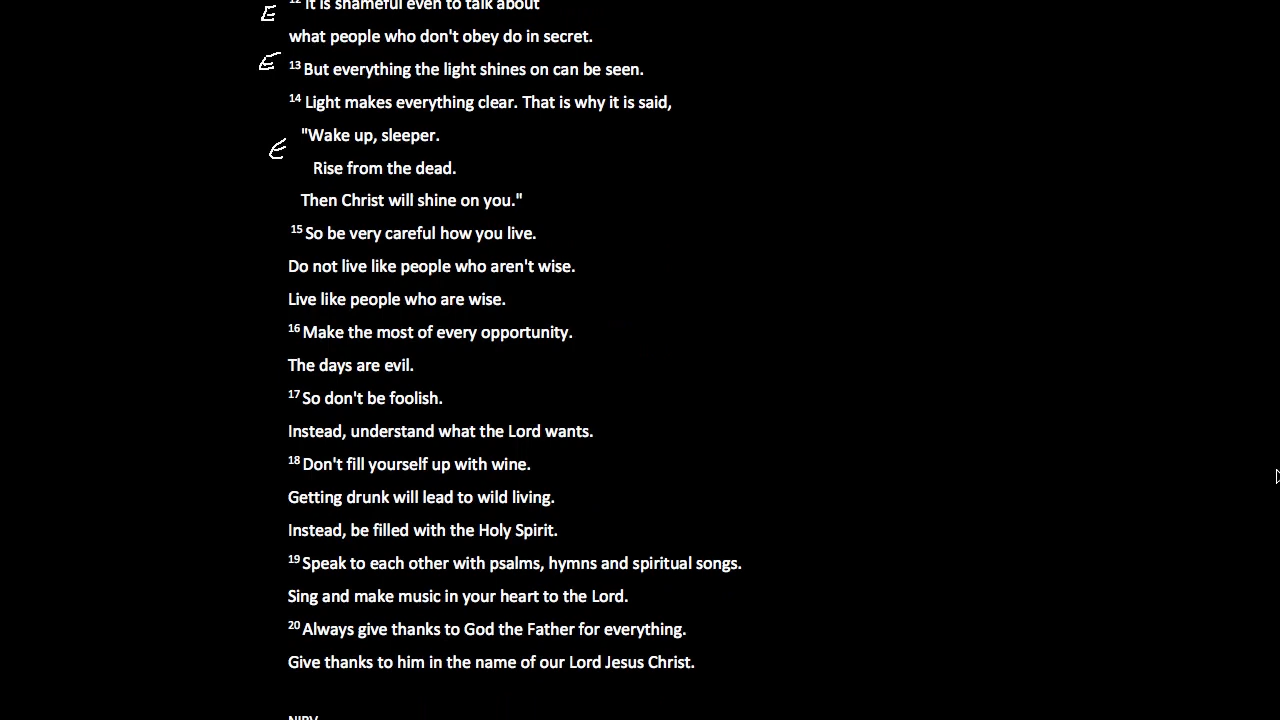 E 12 It is shameful even to talk about
what people who don't obey do in secret.
E 13 But everything the light shines on can be seen.
14 Light makes everything clear. That is why it is said,
E "Wake up, sleeper.
Rise from the dead.
Then Christ will shine on you."
15 So be very careful how you live.
Do not live like people who aren't wise.
Live like people who are wise.
16 Make the most of every opportunity.
The days are evil.
17 So don't be foolish.
Instead, understand what the Lord wants.
18 Don't fill yourself up with wine.
Getting drunk will lead to wild living.
Instead, be filled with the Holy Spirit.
19 Speak to each other with psalms, hymns and spiritual songs.
Sing and make music in your heart to the Lord.
20 Always give thanks to God the Father for everything.
Give thanks to him in the name of our Lord Jesus Christ.
NIRV